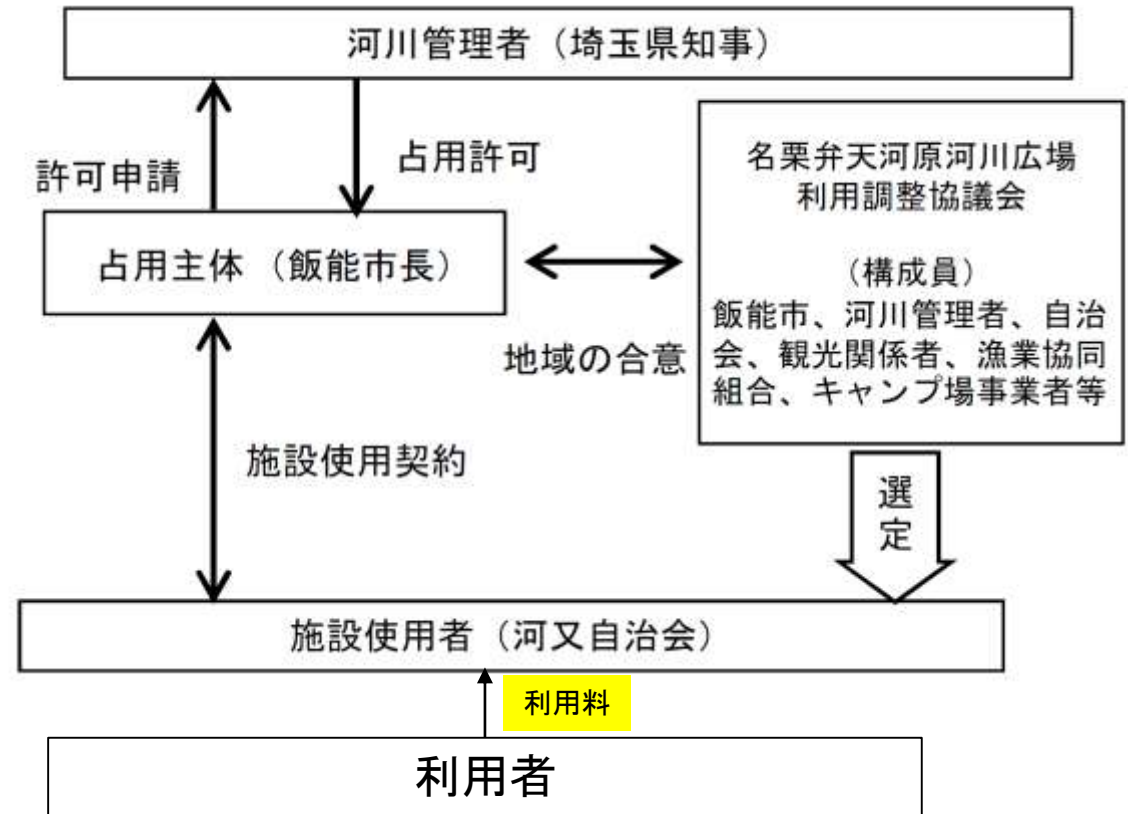 河川管理者（埼玉県知事）
許可申請
占用許可
占用主体（飯能市長）
地域の合意
名栗弁天河原河川広場
利用調整協議会
（構成員）
飯能市、河川管理者、自治
会、観光関係者、漁業協同
組合、キャンプ場事業者等
施設使用契約
選
定
施設使用者（河又自治会）
利用料
利用者